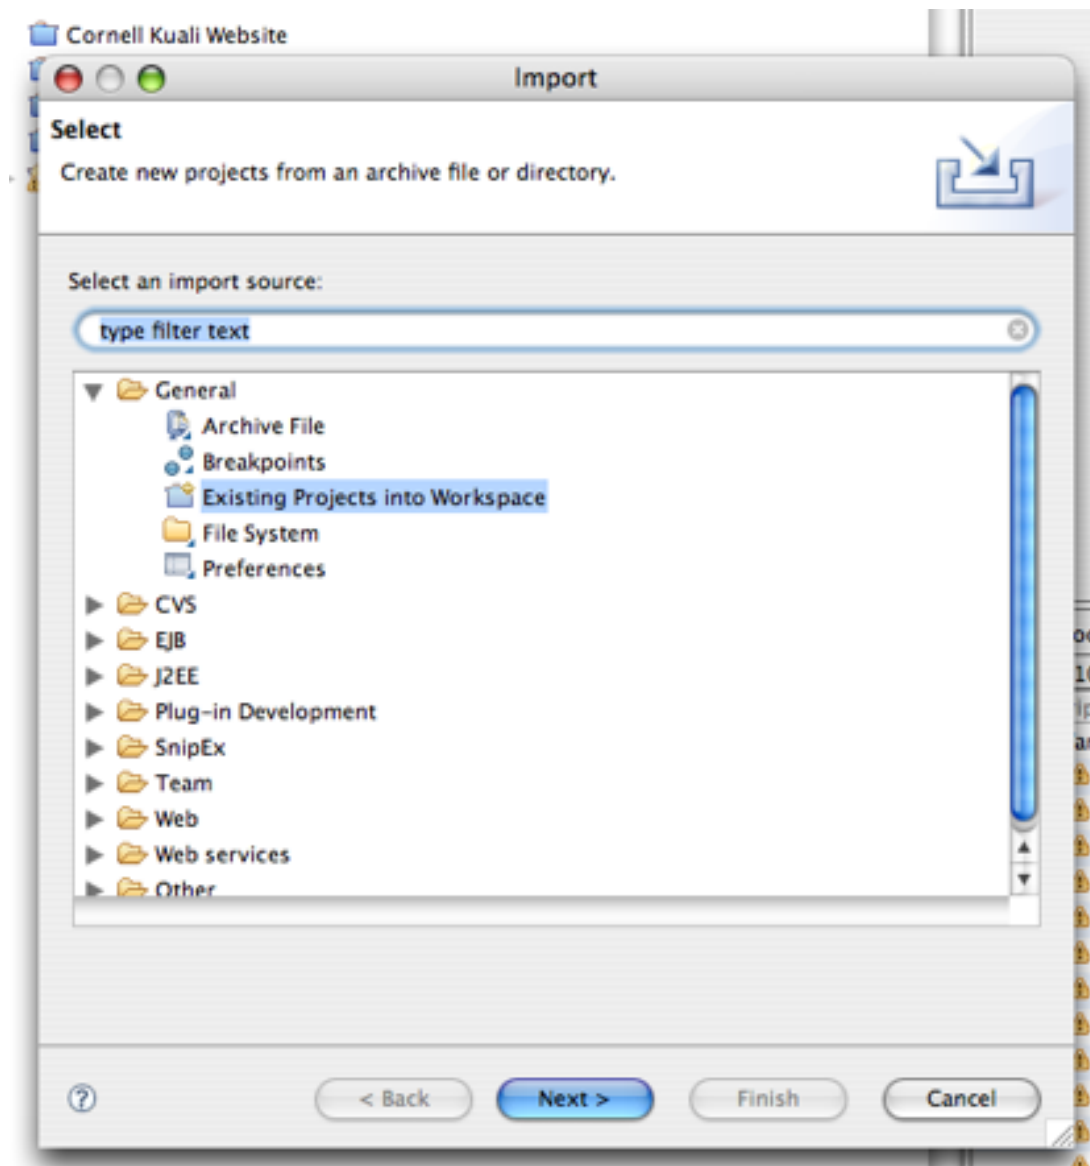 Cornell Kuali Website
Import
Select
Create new projects from an archive file or directory.
Select an import source:
type filter text
General
Archive File
Breakpoints
Existing Projects into Workspace
File System
Preferences
CVS
EJB
J2EE
Plug-in Development
SnipEx
Team
Web
Web services
Other
? < Back Next > Finish Cancel